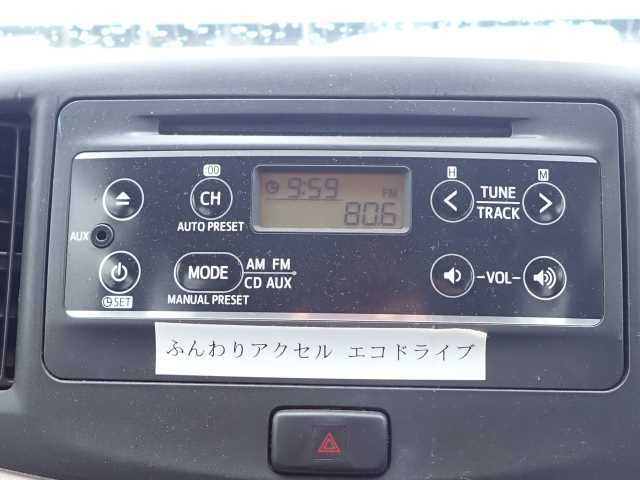 H
M
:00
CH
AUTO PRESET
9:59
FM
80.6
<
TUNE
TRACK
>
AUX
MODE
AM FM
CD AUX
MANUAL PRESET
-VOL-
SET
ふんわりアクセル エコドライブ